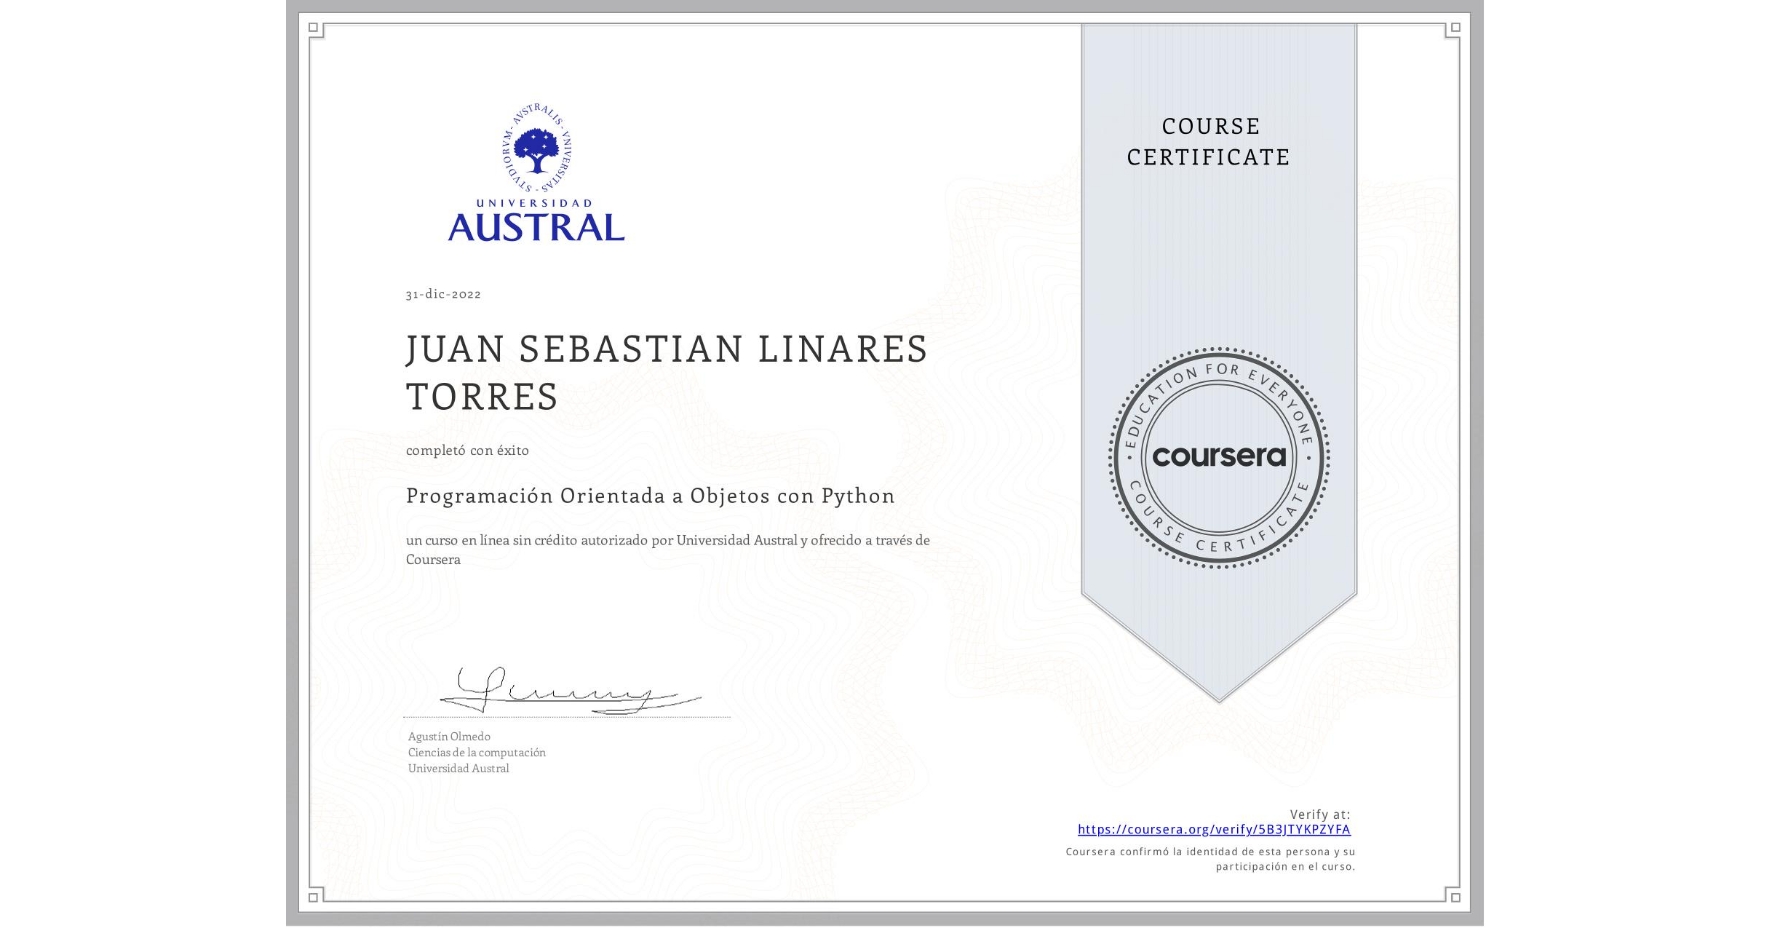 STVDIORVM - AVSTRALIS - VNIVERSITAS -
UNIVERSIDAD
AUSTRAL
31-dic-2022
JUAN SEBASTIAN LINARES
TORRES
completó con éxito
Programación Orientada a Objetos con Python
un curso en línea sin crédito autorizado por Universidad Austral y ofrecido a través de
Coursera
Agustín Olmedo
Ciencias de la computación
Universidad Austral
COURSE
CERTIFICATE
EDUCATION FOR EVERYONE
coursera
COURSE CERTIFICATE
Verify at:
https://coursera.org/verify/5B3JTYKPZYFA
Coursera confirmó la identidad de esta persona y su
participación en el curso.